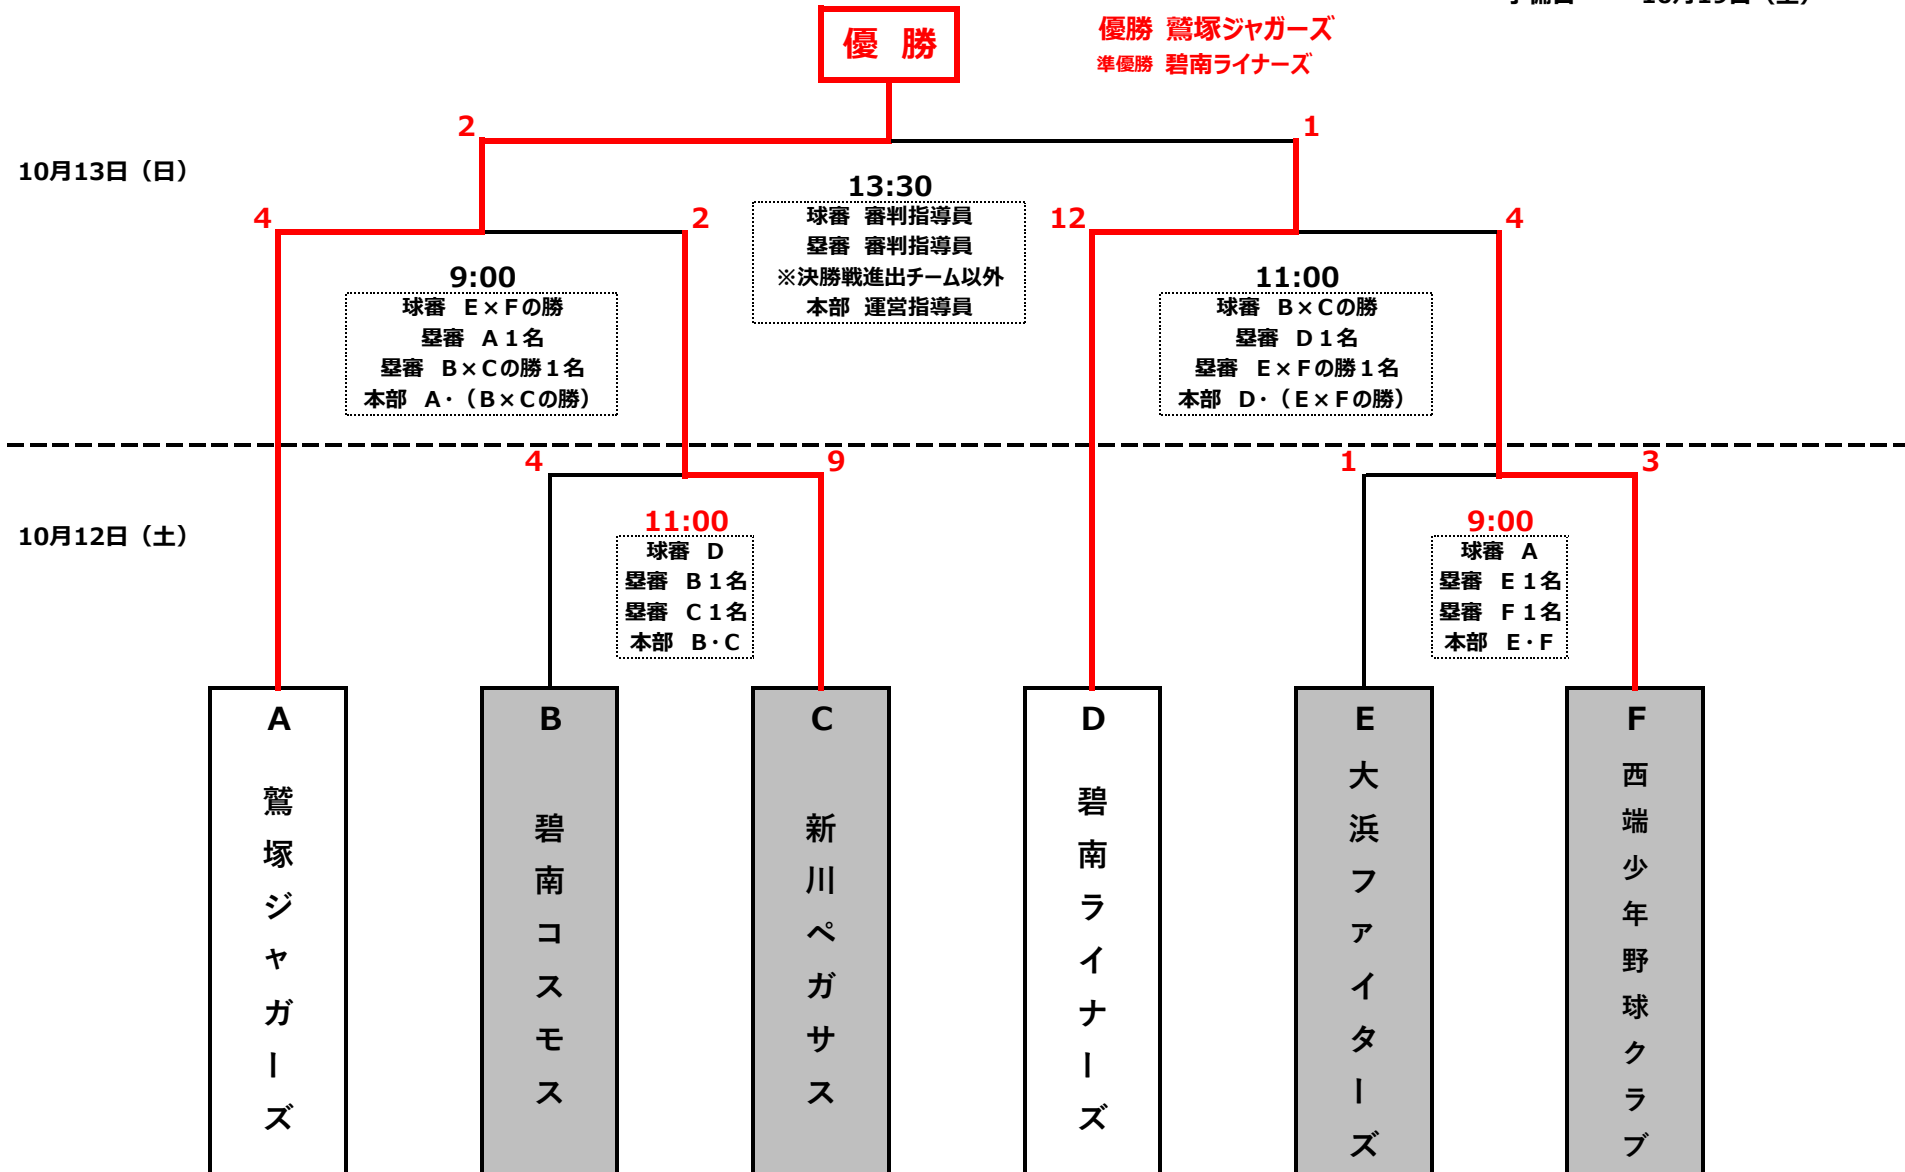 優 勝
優勝 鷲塚ジャガーズ
準優勝 碧南ライナーズ
2
1
10月13日（日）
13:30
球審 審判指導員
塁審 審判指導員
※決勝戦進出チーム以外
本部 運営指導員
4
2
12
4
9:00
球審 E×Fの勝
塁審 A１名
塁審 B×Cの勝１名
本部 A・（B×Cの勝）
11:00
球審 B×Cの勝
塁審 D１名
塁審 E×Fの勝１名
本部 D・（E×Fの勝）
4
9
1
3
10月12日（土）
11:00
球審 D
塁審 B１名
塁審 C１名
本部 B・C
9:00
球審 A
塁審 E１名
塁審 F１名
本部 E・F
A
鷲塚ジャガーズ
B
碧南コスモス
C
新川ペガサス
D
碧南ライナーズ
E
大浜ファイターズ
F
西端少年野球クラブ